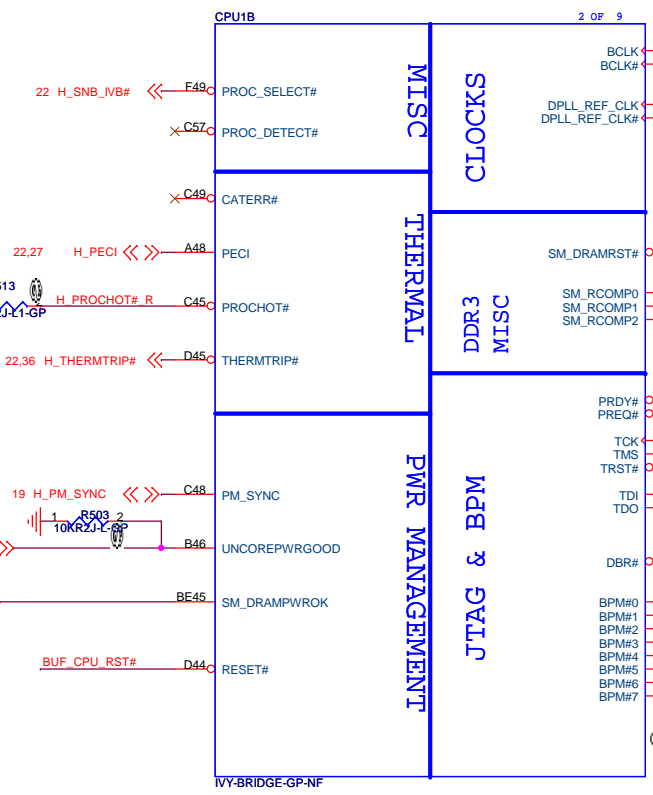 CPU1B
2 OF 9
22 H_SNB_IVB#
F49
PROC_SELECT#
C57
PROC_DETECT#
MISC
C49
CATERR#
22,27 H_PECI
A48
PECI
513
2J-L1-GP
H_PROCHOT#_R
C45
PROCHOT#
22,36 H_THERMTRIP#
D45
THERMTRIP#
THERMAL
19 H_PM_SYNC
C48
PM_SYNC
1 R503 2
10KR2J-L-GP
B46
UNCOREPWRGOOD
BE45
SM_DRAMPWROK
BUF_CPU_RST#
D44
RESET#
PWR MANAGEMENT
CLOCKS
BCLK
BCLK#
DPLL_REF_CLK
DPLL_REF_CLK#
DDR3
MISC
SM_DRAMRST#
SM_RCOMP0
SM_RCOMP1
SM_RCOMP2
JTAG & BPM
PRDY#
PREQ#
TCK
TMS
TRST#
TDI
TDO
DBR#
BPM#0
BPM#1
BPM#2
BPM#3
BPM#4
BPM#5
BPM#6
BPM#7
IVY-BRIDGE-GP-NF